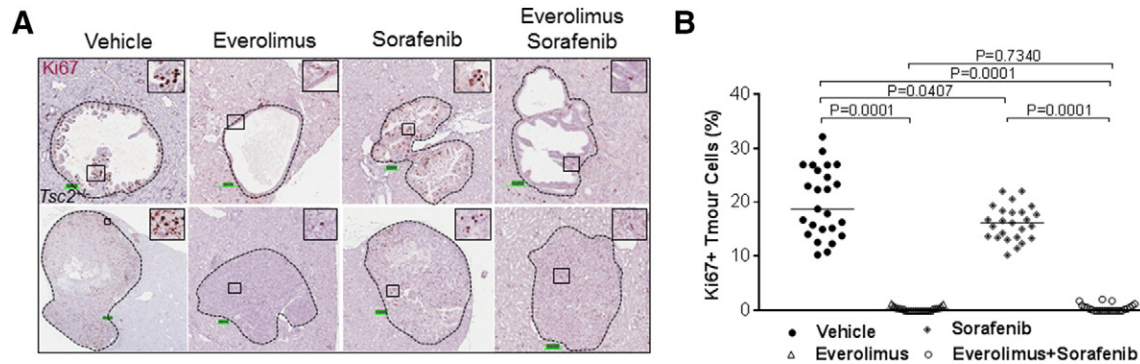 A
Vehicle
Everolimus
Sorafenib
Everolimus
Sorafenib
Ki67
Tsc2+/-
B
P=0.7340
P=0.0001
P=0.0407
P=0.0001
P=0.0001
Ki67+ Tmour Cells (%)
40
30
20
10
0
Vehicle
Sorafenib
Everolimus
Everolimus+Sorafenib